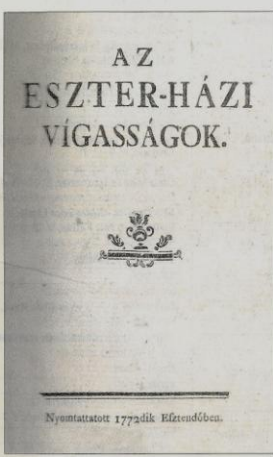 AZ
ESZTER-HÁZI
VÍGASSÁGOK.
Nyomtattatott 1772dik Eſztendőben.